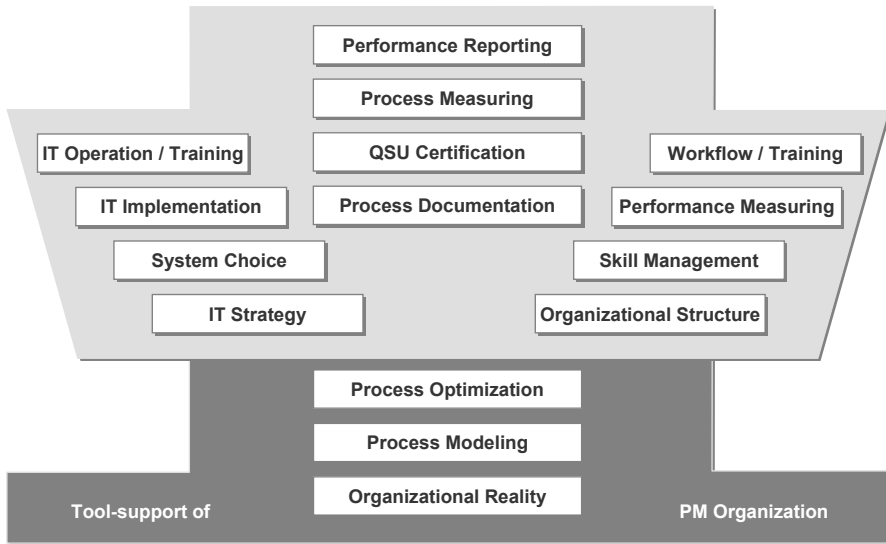 Performance Reporting
Process Measuring
IT Operation / Training
QSU Certification
Workflow / Training
IT Implementation
Process Documentation
Performance Measuring
System Choice
Skill Management
IT Strategy
Organizational Structure
Process Optimization
Process Modeling
Organizational Reality
Tool-support of
PM Organization